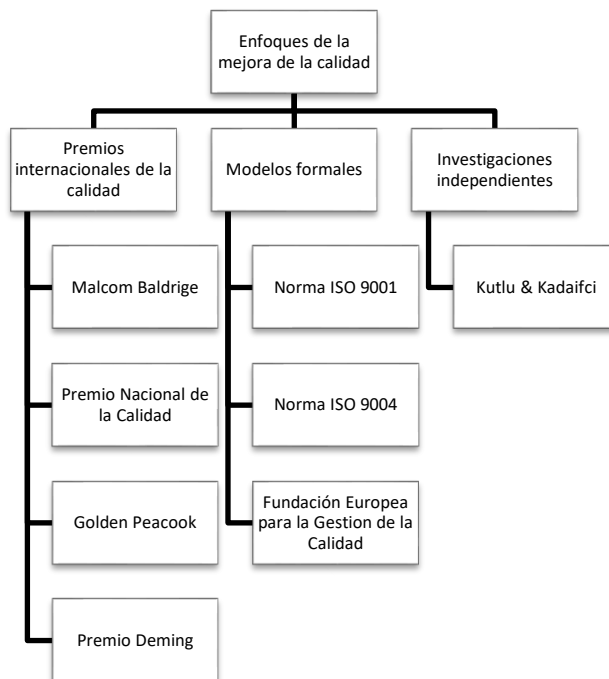 Enfoques de la
mejora de la calidad
Premios
internacionales de la
calidad
Modelos formales
Investigaciones
independientes
Malcom Baldrige
Norma ISO 9001
Kutlu & Kadaifci
Premio Nacional de
la Calidad
Norma ISO 9004
Golden Peacook
Fundación Europea
para la Gestion de la
Calidad
Premio Deming